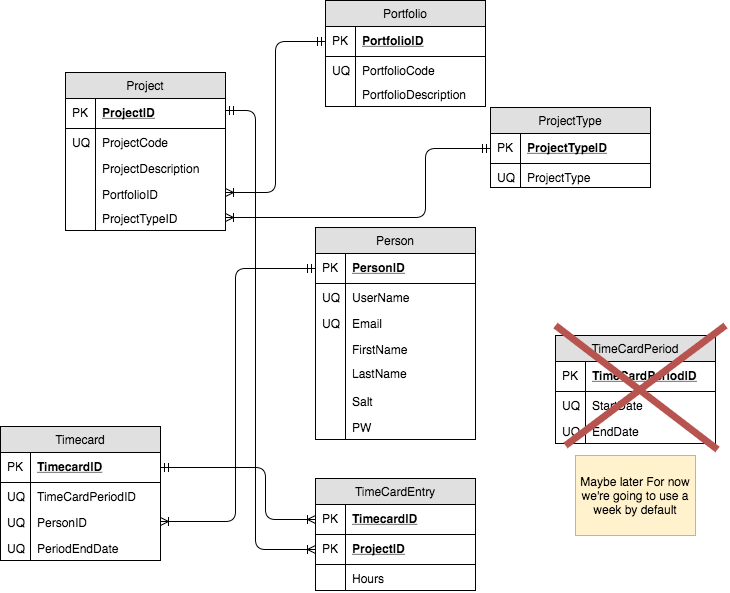 Portfolio
PK PortfolioID
UQ PortfolioCode
PortfolioDescription
Project
PK ProjectID
UQ ProjectCode
ProjectDescription
PortfolioID
ProjectTypeID
ProjectType
PK ProjectTypeID
UQ ProjectType
Person
PK PersonID
UQ UserName
UQ Email
FirstName
LastName
Salt
PW
TimeCardPeriod
PK TimeCardPeriodID
UQ StartDate
UQ EndDate
Maybe later For now
we're going to use a
week by default
Timecard
PK TimecardID
UQ TimeCardPeriodID
UQ PersonID
UQ PeriodEndDate
TimeCardEntry
PK TimecardID
PK ProjectID
Hours